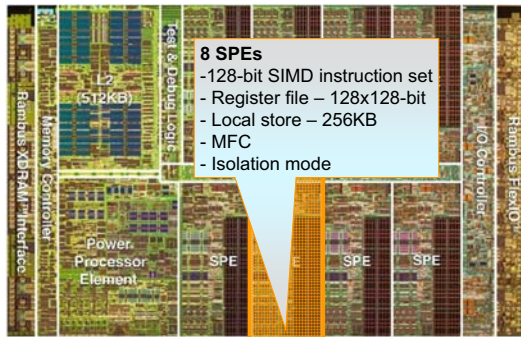 Rambus XDRAM Interface
Memory Controller
L2
(512KB)
Test & Debug Logic
8 SPEs
-128-bit SIMD instruction set
- Register file – 128x128-bit
- Local store – 256KB
- MFC
- Isolation mode
I/O Controller
Rambus FlexIO
Power
Processor
Element
SPE
SPE
SPE